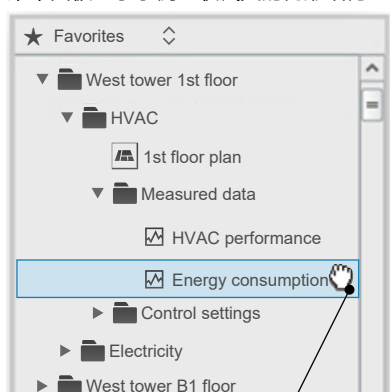 Favorites
West tower 1st floor
HVAC
1st floor plan
Measured data
HVAC performance
Energy consumption
Control settings
Electricity
West tower B1 floor